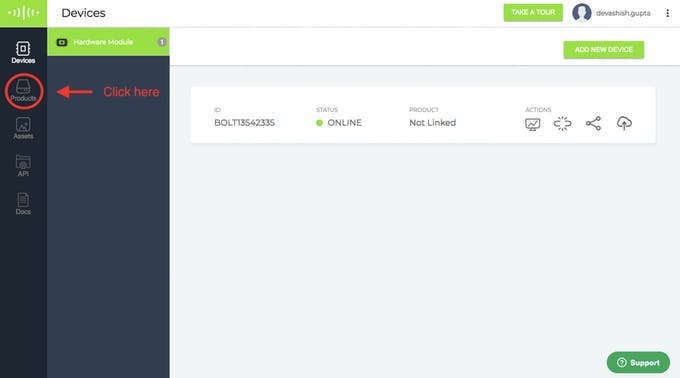 Devices
TAKE A TOUR
devashish.gupta
Devices
Hardware Module
1
ADD NEW DEVICE
Products
Click here
ID
STATUS
PRODUCT
ACTIONS
BOLT13542335
ONLINE
Not Linked
Assets
API
Docs
Support